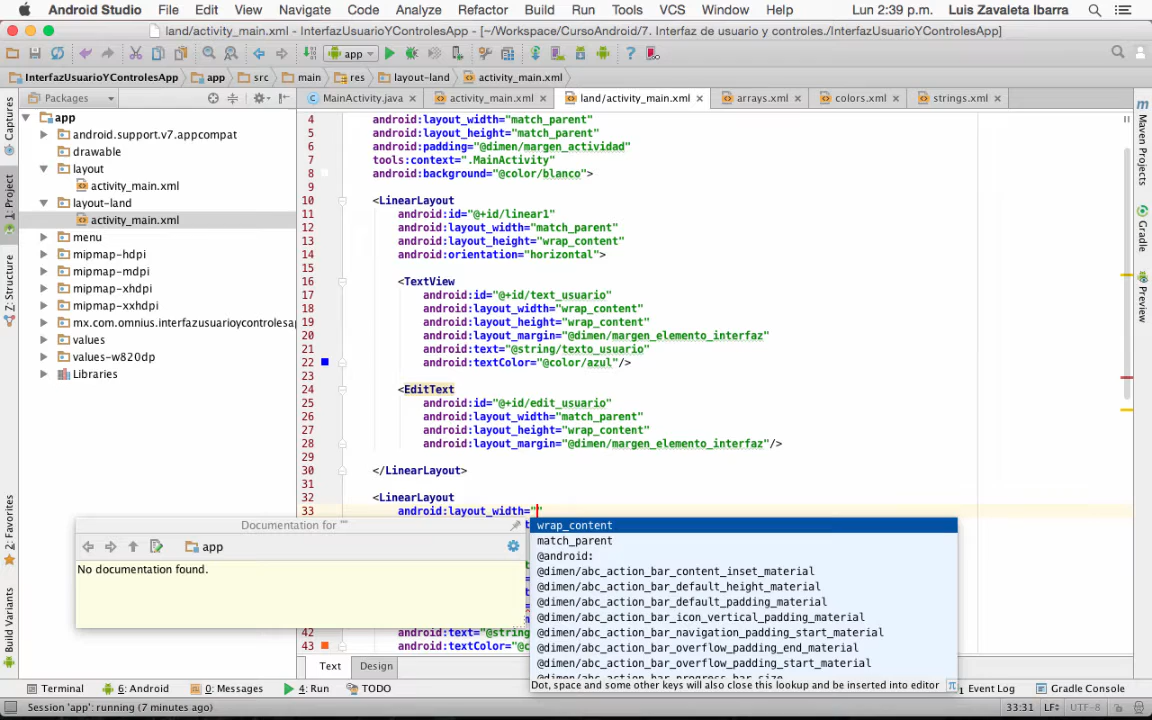 Android Studio File Edit View Navigate Code Analyze Refactor Build Run Tools VCS Window Help Lun 2:39 p.m. Luis Zavaleta Ibarra
land/activity_main.xml - InterfazUsuarioYControlesApp - [~/Workspaces/CursoAndroid/7. Interfaz de usuario y controles./InterfazUsuarioYControlesApp]
app
InterfazUsuarioYControlesApp app src main res layout-land activity_main.xml
Packages
MainActivity.java activity_main.xml land/activity_main.xml arrays.xml colors.xml strings.xml
Captures
1: Project
Z: Structure
2: Favorites
Build Variants
app
android.support.v7.appcompat
drawable
layout
activity_main.xml
layout-land
activity_main.xml
menu
mipmap-hdpi
mipmap-mdpi
mipmap-xhdpi
mipmap-xxhdpi
mx.com.omnius.interfazusuarioycontrolesap
values
values-w820dp
Libraries
4 android:layout_width="match_parent"
5 android:layout_height="match_parent"
6 android:padding="@dimen/margen_actividad"
7 tools:context=".MainActivity"
8 android:background="@color/blanco">
9
10 <LinearLayout
11 android:id="@+id/linear1"
12 android:layout_width="match_parent"
13 android:layout_height="wrap_content"
14 android:orientation="horizontal">
15
16 <TextView
17 android:id="@+id/text_usuario"
18 android:layout_width="wrap_content"
19 android:layout_height="wrap_content"
20 android:layout_margin="@dimen/margen_elemento_interfaz"
21 android:text="@string/texto_usuario"
22 android:textColor="@color/azul"/>
23
24 <EditText
25 android:id="@+id/edit_usuario"
26 android:layout_width="match_parent"
27 android:layout_height="wrap_content"
28 android:layout_margin="@dimen/margen_elemento_interfaz"/>
29
30 </LinearLayout>
31
32 <LinearLayout
33 android:layout_width=""
42 android:text="@string
43 android:textColor="@c
Documentation for ""
app
No documentation found.
wrap_content
match_parent
@android:
@dimen/abc_action_bar_content_inset_material
@dimen/abc_action_bar_default_height_material
@dimen/abc_action_bar_default_padding_material
@dimen/abc_action_bar_icon_vertical_padding_material
@dimen/abc_action_bar_navigation_padding_start_material
@dimen/abc_action_bar_overflow_padding_end_material
@dimen/abc_action_bar_overflow_padding_start_material
@dimen/abc_action_bar_progress_bar_size
Dot, space and some other keys will also close this lookup and be inserted into editor
Maven Projects
Gradle
Preview
Text Design
Terminal 6: Android 0: Messages 4: Run TODO 1 Event Log Gradle Console
Session 'app': running (7 minutes ago) 33:31 LF UTF-8